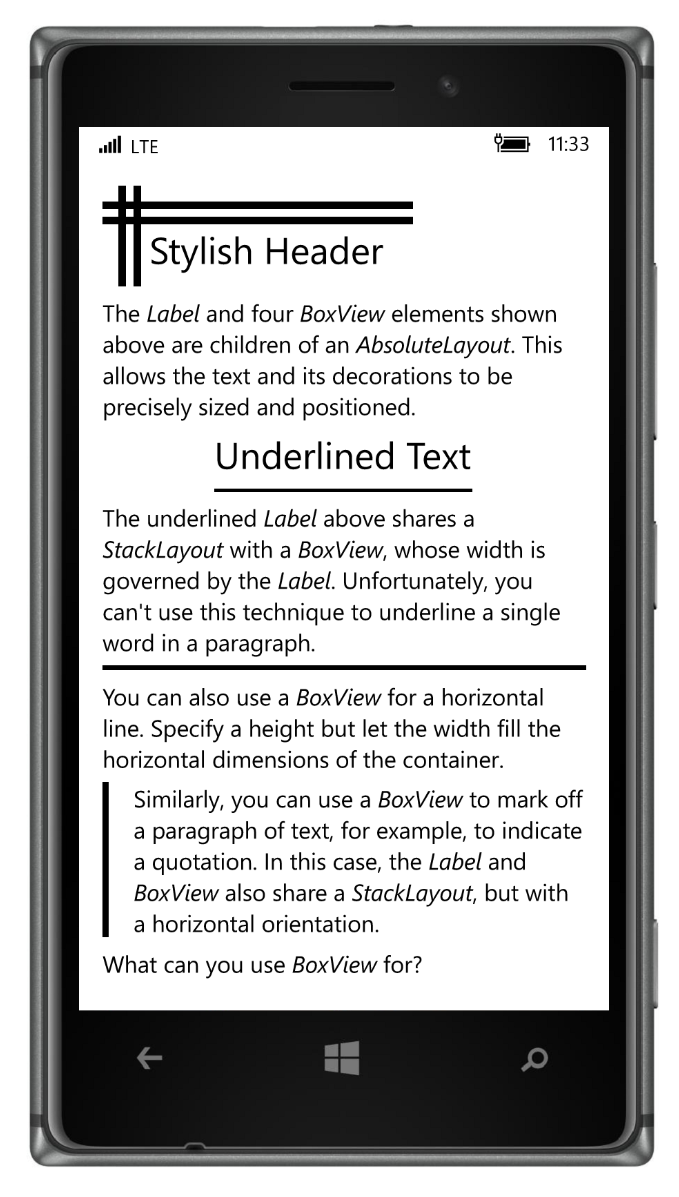 LTE 11:33
Stylish Header
The Label and four BoxView elements shown
above are children of an AbsoluteLayout. This
allows the text and its decorations to be
precisely sized and positioned.
Underlined Text
The underlined Label above shares a
StackLayout with a BoxView, whose width is
governed by the Label. Unfortunately, you
can't use this technique to underline a single
word in a paragraph.
You can also use a BoxView for a horizontal
line. Specify a height but let the width fill the
horizontal dimensions of the container.
Similarly, you can use a BoxView to mark off
a paragraph of text, for example, to indicate
a quotation. In this case, the Label and
BoxView also share a StackLayout, but with
a horizontal orientation.
What can you use BoxView for?